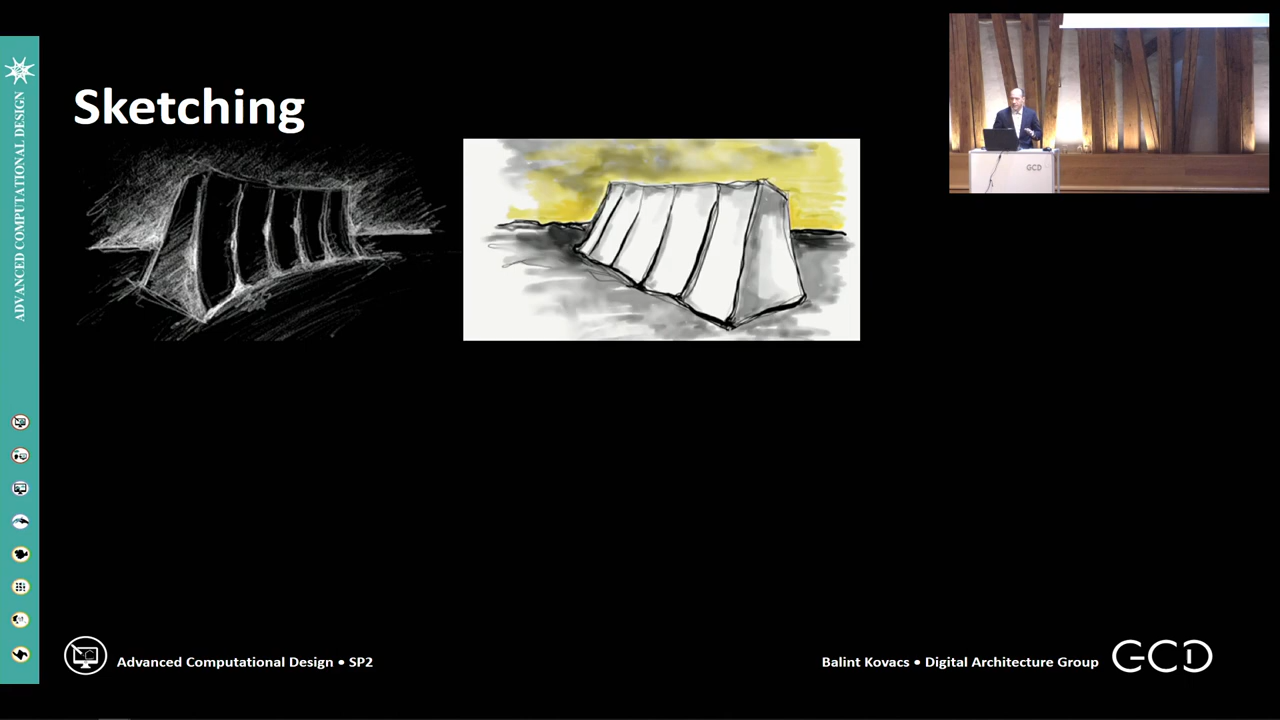 ADVANCED COMPUTATIONAL DESIGN
Sketching
GCD
Advanced Computational Design • SP2
Balint Kovacs • Digital Architecture Group
GCD